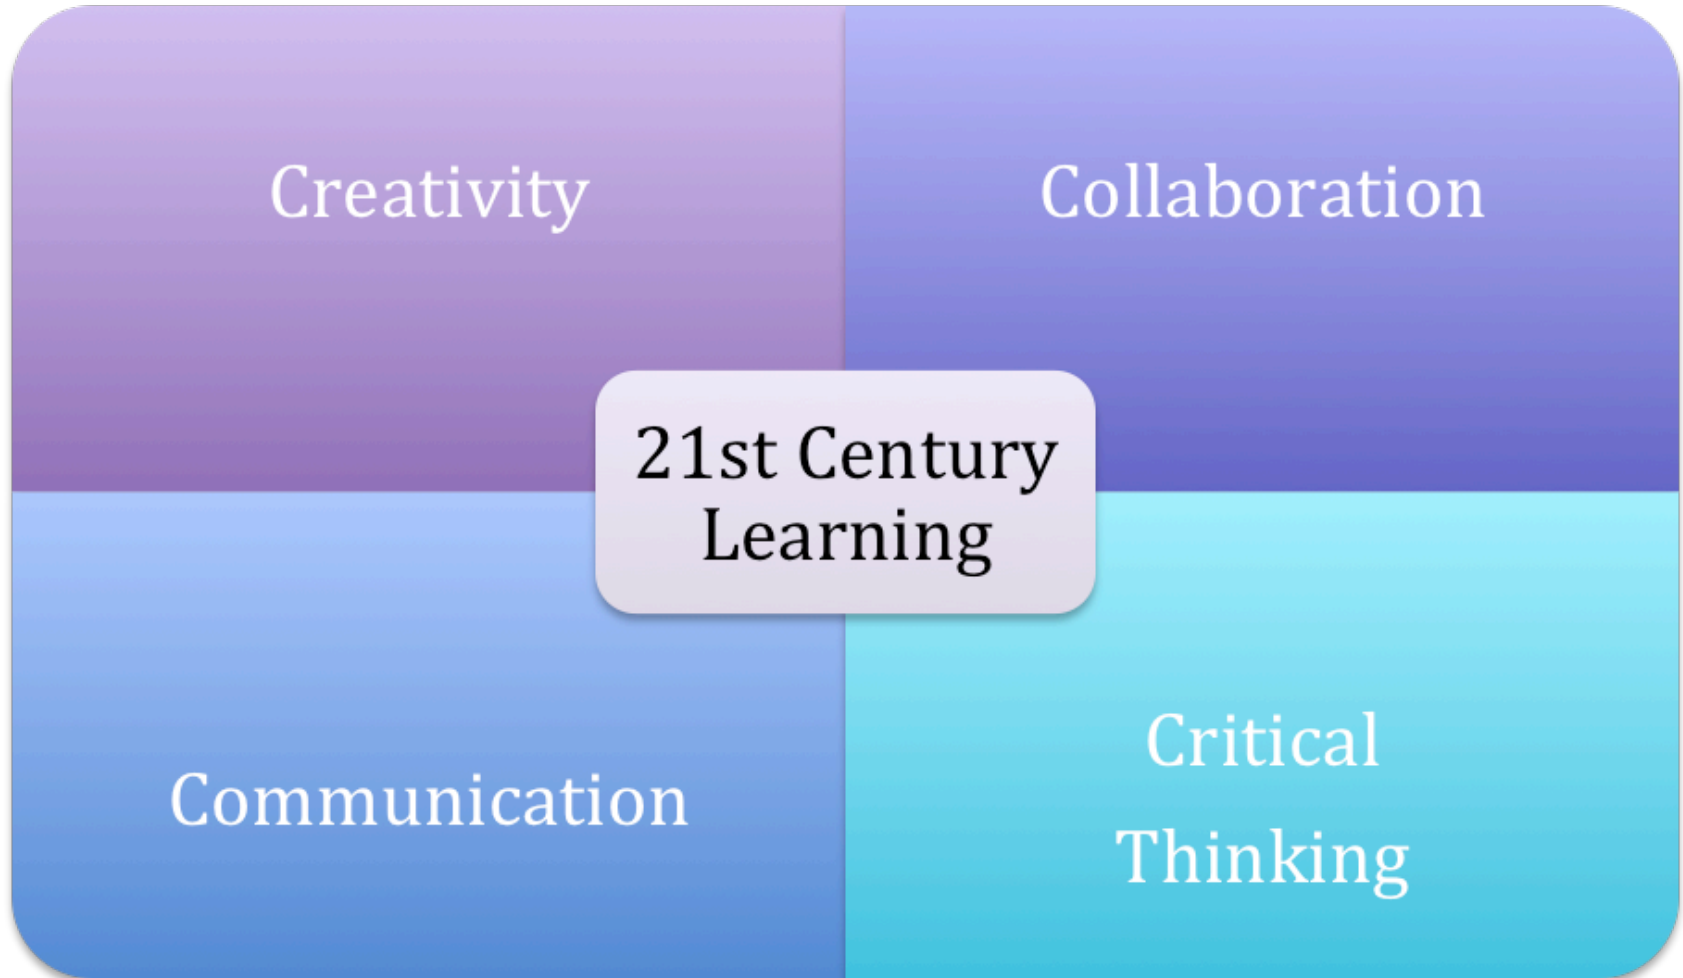 Creativity
Collaboration
21st Century
Learning
Communication
Critical
Thinking